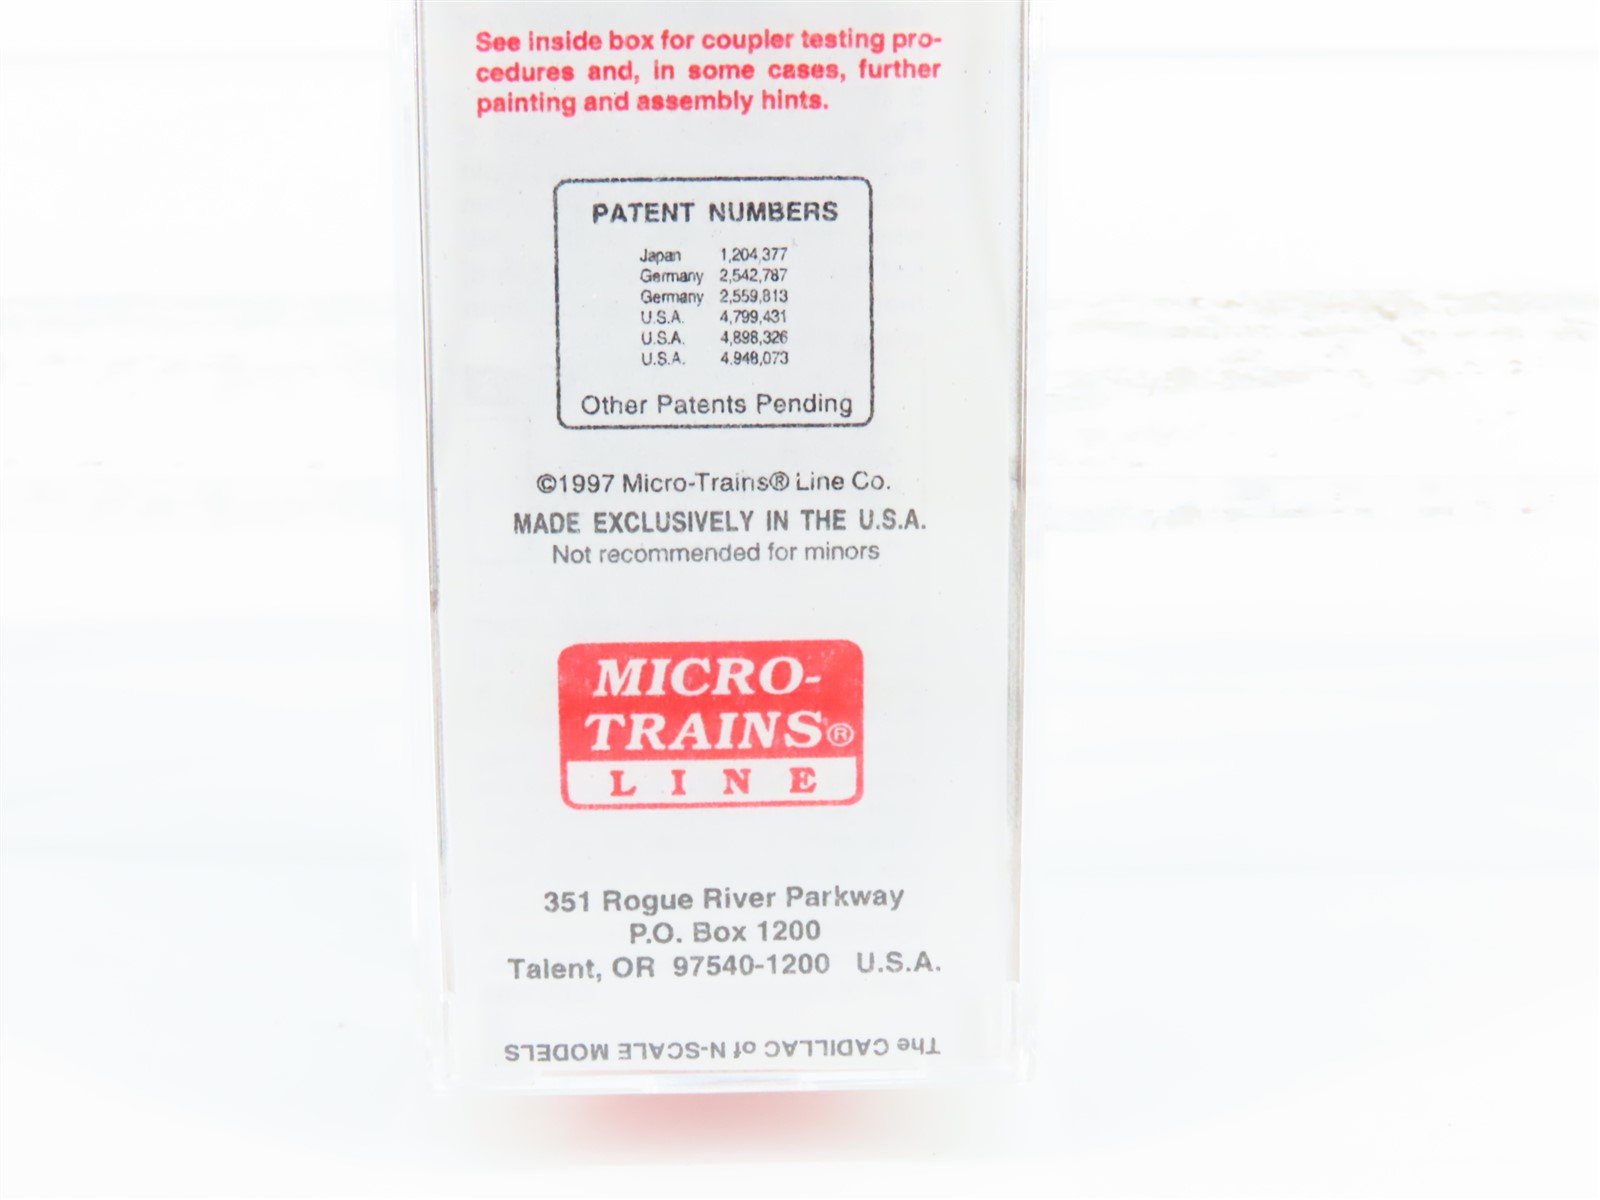 See inside box for coupler testing pro-
cedures and, in some cases, further
painting and assembly hints.
PATENT NUMBERS
Japan 1,204,377
Germany 2,542,787
Germany 2,559,813
U.S.A. 4,799,431
U.S.A. 4,898,326
U.S.A. 4,948,073
Other Patents Pending
©1997 Micro-Trains® Line Co.
MADE EXCLUSIVELY IN THE U.S.A.
Not recommended for minors
MICRO-
TRAINS®
LINE
351 Rogue River Parkway
P.O. Box 1200
Talent, OR 97540-1200 U.S.A.
The CADILLAC of N-SCALE MODELS